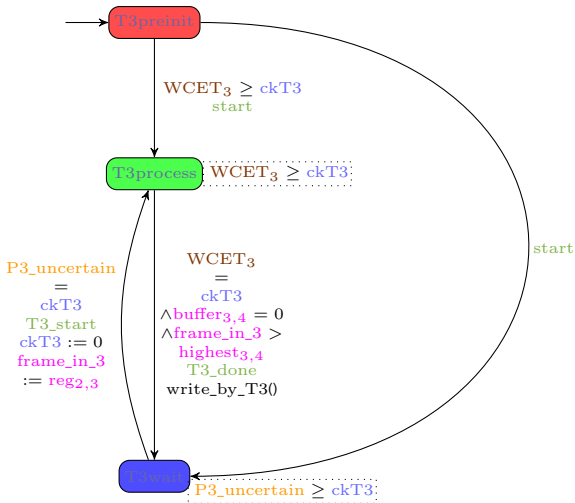 T3preinit
WCET3 ≥ ckT3
start
T3process
WCET3 ≥ ckT3
start
P3_uncertain
=
ckT3
T3_start
ckT3 := 0
frame_in_3
:= reg2,3
WCET3
=
ckT3
∧buffer3,4 = 0
∧frame_in_3 >
highest3,4
T3_done
write_by_T3()
T3wait
P3_uncertain ≥ ckT3